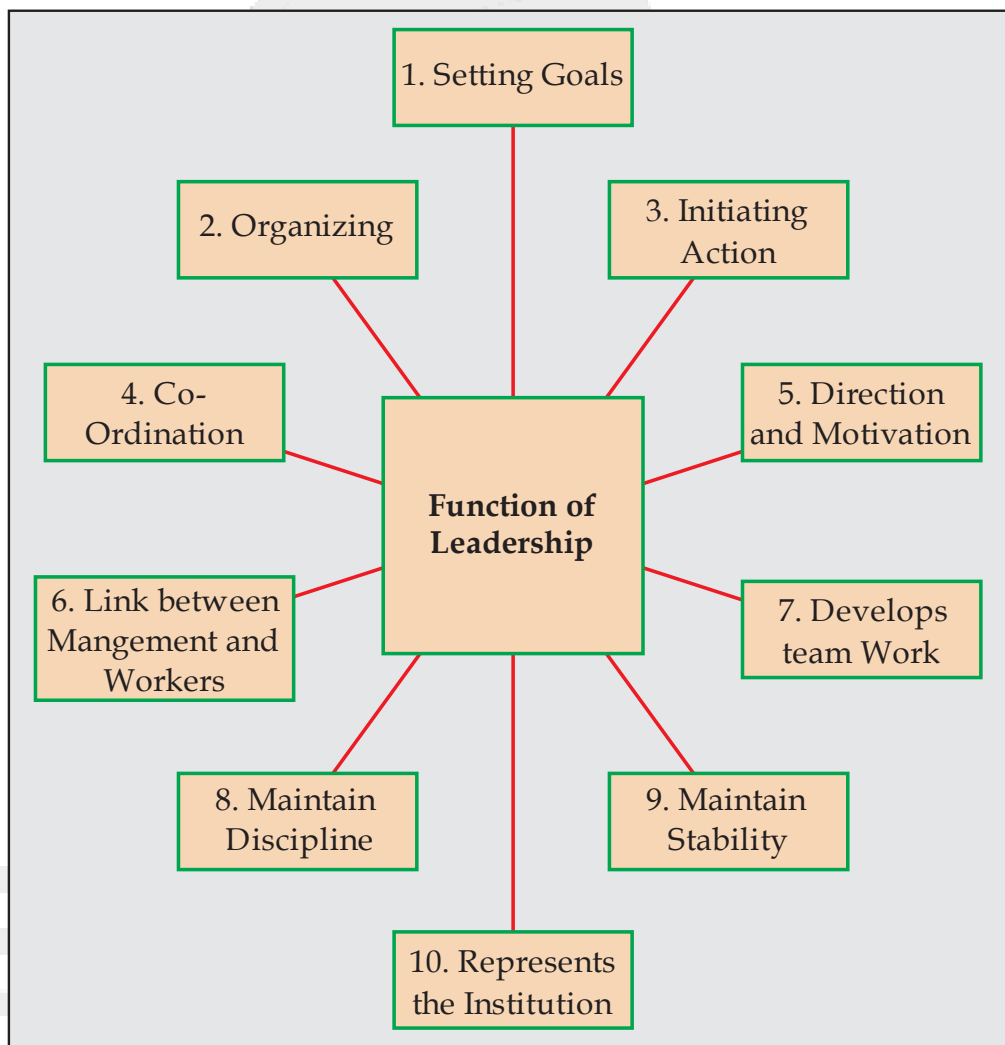 1. Setting Goals
2. Organizing
3. Initiating
Action
4. Co-
Ordination
5. Direction
and Motivation
Function of
Leadership
6. Link between
Mangement and
Workers
7. Develops
team Work
8. Maintain
Discipline
9. Maintain
Stability
10. Represents
the Institution